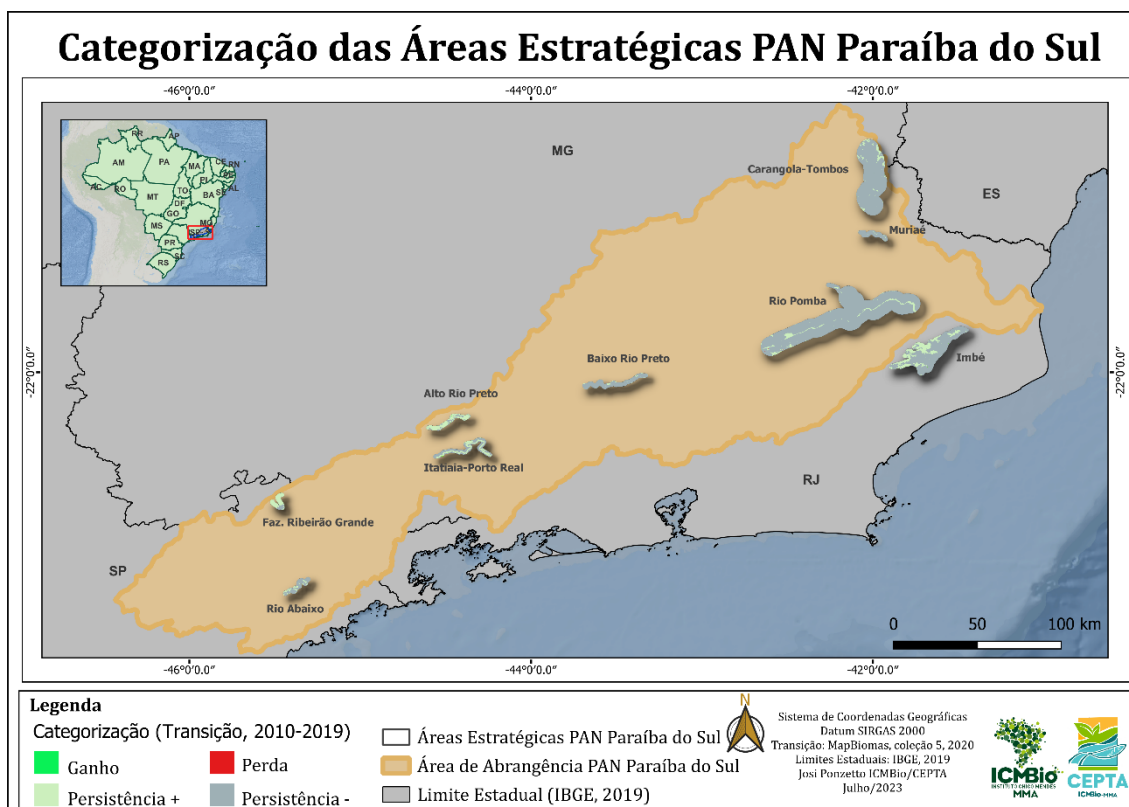 Categorização das Áreas Estratégicas PAN Paraíba do Sul
-46°0'0.0″
-44°0'0.0″
-42°0'0.0″
RR
AP
AM
PA
MA
CE
RN
PI
AL
AC
RO
TO
SE
MT
BA
DF
GO
MG
MS
SP
PR
SC
RS
MG
ES
Carangola-Tombos
Muriaé
Rio Pomba
Imbé
-22°0'0.0″
-22°0'0.0″
Baixo Rio Preto
Alto Rio Preto
Itatiaia-Porto Real
RJ
Faz. Ribeirão Grande
SP
Rio Abaixo
0 50 100 km
-46°0'0.0″
-44°0'0.0″
-42°0'0.0″
Legenda
Categorização (Transição, 2010-2019)
Ganho
Perda
Persistência +
Persistência -
Áreas Estratégicas PAN Paraíba do Sul
Área de Abrangência PAN Paraíba do Sul
Limite Estadual (IBGE, 2019)
N
Sistema de Coordenadas Geográficas
Datum SIRGAS 2000
Transição: MapBiomas, coleção 5, 2020
Limites Estaduais: IBGE, 2019
Josi Ponzetto ICMBio/CEPTA
Julho/2023
ICMBio
INSTITUTO CHICO MENDES
MMA
CEPTA
ICMBio-MMA